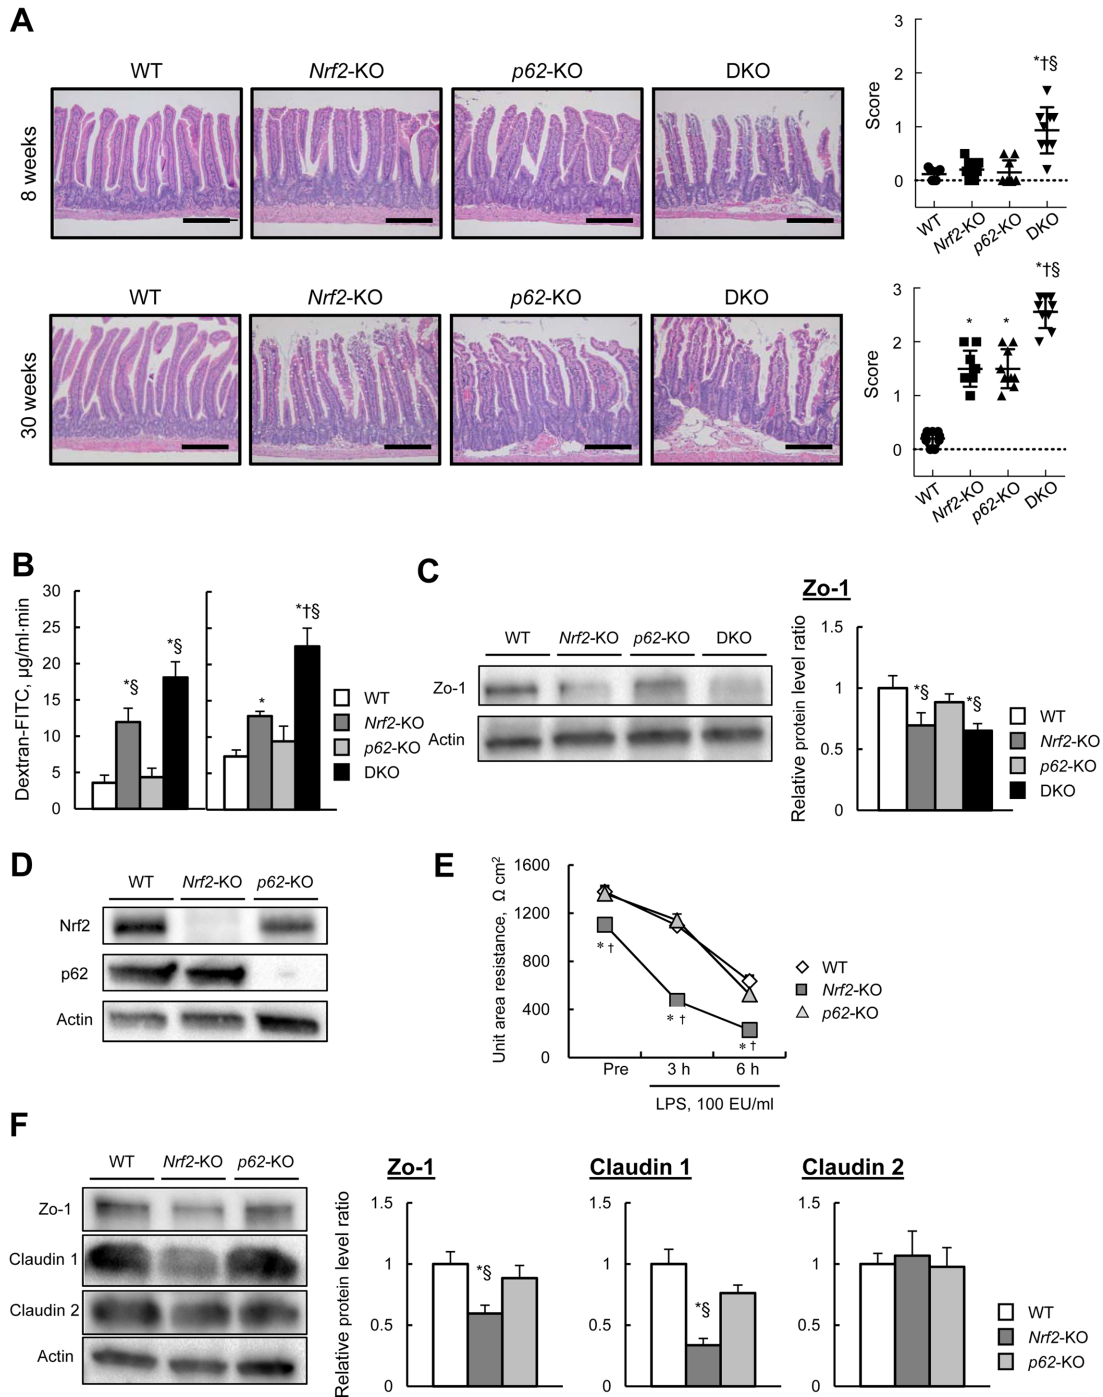 A
WT Nrf2-KO p62-KO DKO
8 weeks
Score
3
2
1
0
*†§
WT Nrf2-KO p62-KO DKO
WT Nrf2-KO p62-KO DKO
30 weeks
Score
3
2
1
0
* * *†§
WT Nrf2-KO p62-KO DKO
B
Dextran-FITC, µg/ml·min
30
25
20
15
10
5
0
*§ *§ * *†§
WT
Nrf2-KO
p62-KO
DKO
C
WT Nrf2-KO p62-KO DKO
Zo-1
Actin
Zo-1
Relative protein level ratio
1.5
1
0.5
0
*§ *§
WT
Nrf2-KO
p62-KO
DKO
D
WT Nrf2-KO p62-KO
Nrf2
p62
Actin
E
Unit area resistance, Ω cm²
1600
1200
800
400
0
* † * † * †
Pre 3 h 6 h
LPS, 100 EU/ml
WT
Nrf2-KO
p62-KO
F
WT Nrf2-KO p62-KO
Zo-1
Claudin 1
Claudin 2
Actin
Relative protein level ratio
Zo-1
1.5
1
0.5
0
*§
Claudin 1
1.5
1
0.5
0
*§
Claudin 2
1.5
1
0.5
0
WT
Nrf2-KO
p62-KO